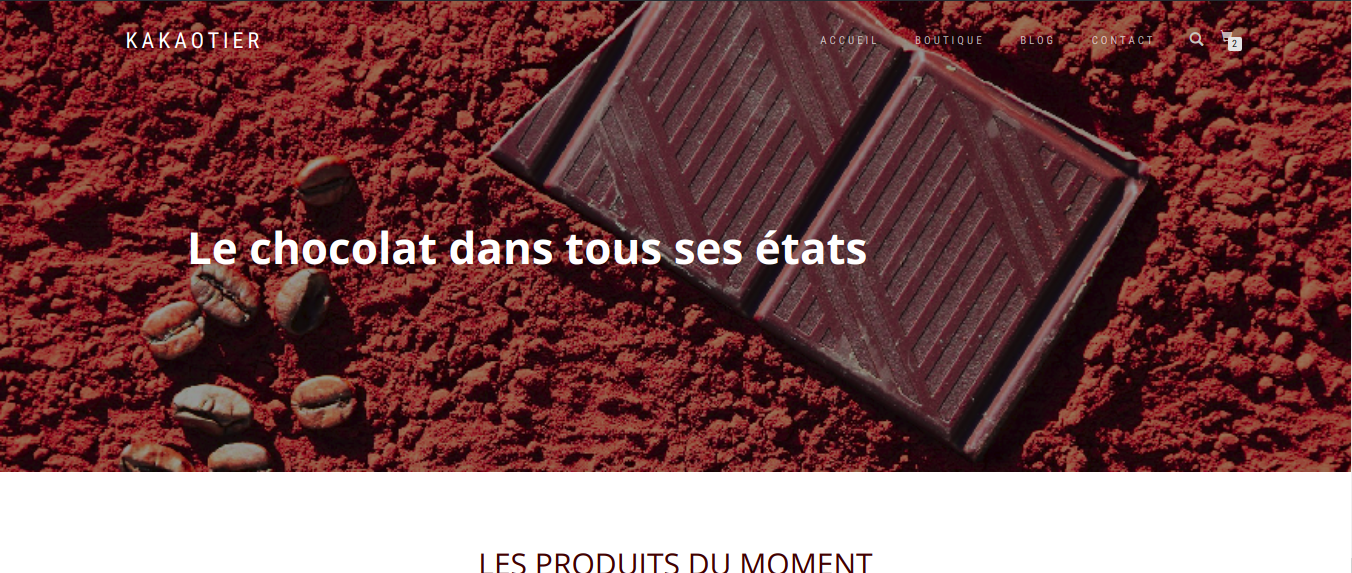 KAKAOTIER
ACCUEIL BOUTIQUE BLOG CONTACT 2
Le chocolat dans tous ses états
LES PRODUITS DU MOMENT